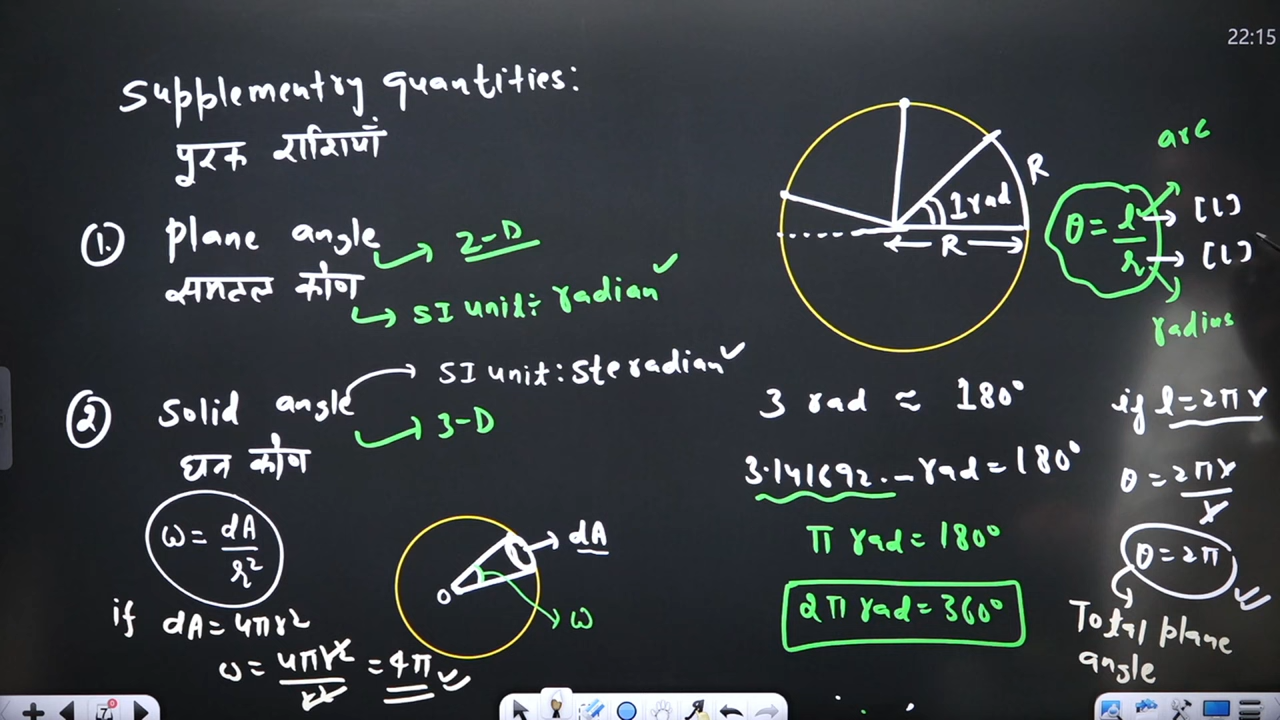 22:15
Supplementry quantities:
पुरक राशियाँ
① plane angle → 2-D
समतल कोण
→ SI unit: radian ✓
② Solid angle → SI unit: steradian ✓
→ 3-D
घन कोण
ω = dA/r²
if dA = 4πr²
ω = 4πr²/r² = 4π ✓
O
dA
ω
1 rad
R
R
arc
θ = l/r → [L]
→ [L]
radius
3 rad ≈ 180°
3.141692... rad = 180°
π rad = 180°
2π rad = 360°
if l = 2πr
θ = 2πr/r
θ = 2π
Total plane
angle